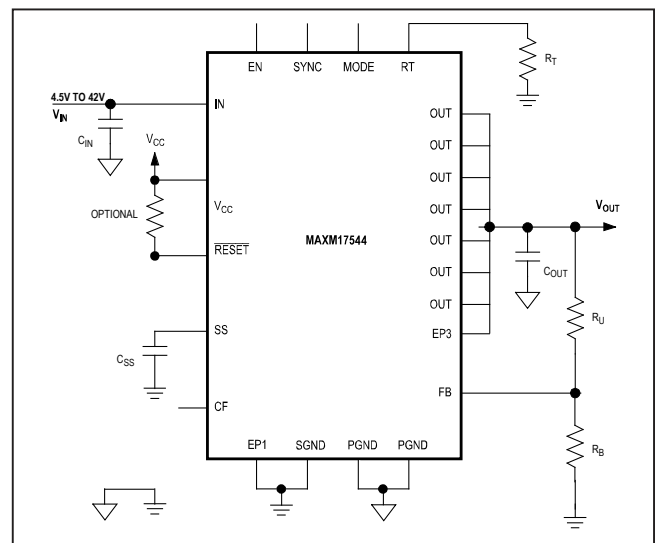 EN SYNC MODE RT
R_T
4.5V TO 42V
V_IN
IN
C_IN
V_CC
OPTIONAL
V_CC
RESET
MAXM17544
OUT
OUT
OUT
OUT
OUT
OUT
OUT
EP3
V_OUT
C_OUT
R_U
SS
C_SS
CF
FB
R_B
EP1 SGND PGND PGND